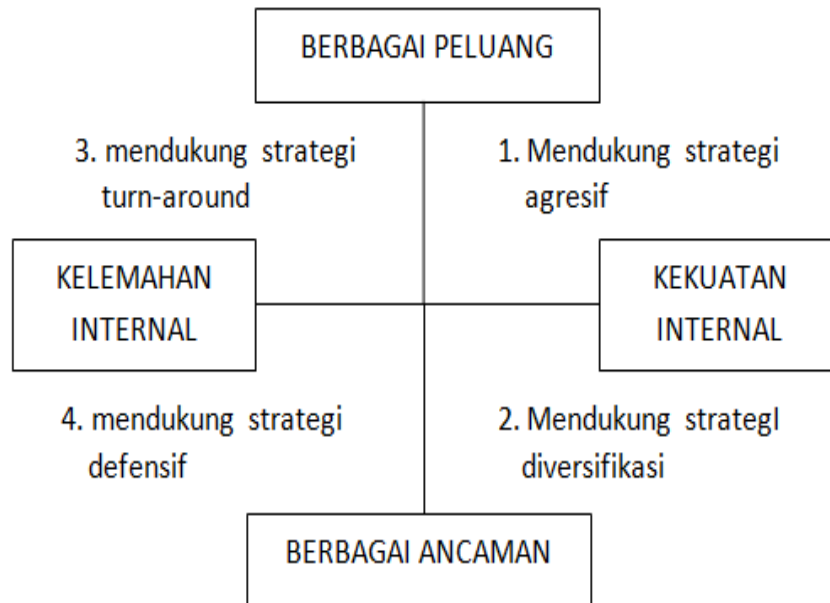 BERBAGAI PELUANG
3. mendukung strategi
turn-around
1. Mendukung strategi
agresif
KELEMAHAN
INTERNAL
KEKUATAN
INTERNAL
4. mendukung strategi
defensif
2. Mendukung strategI
diversifikasi
BERBAGAI ANCAMAN